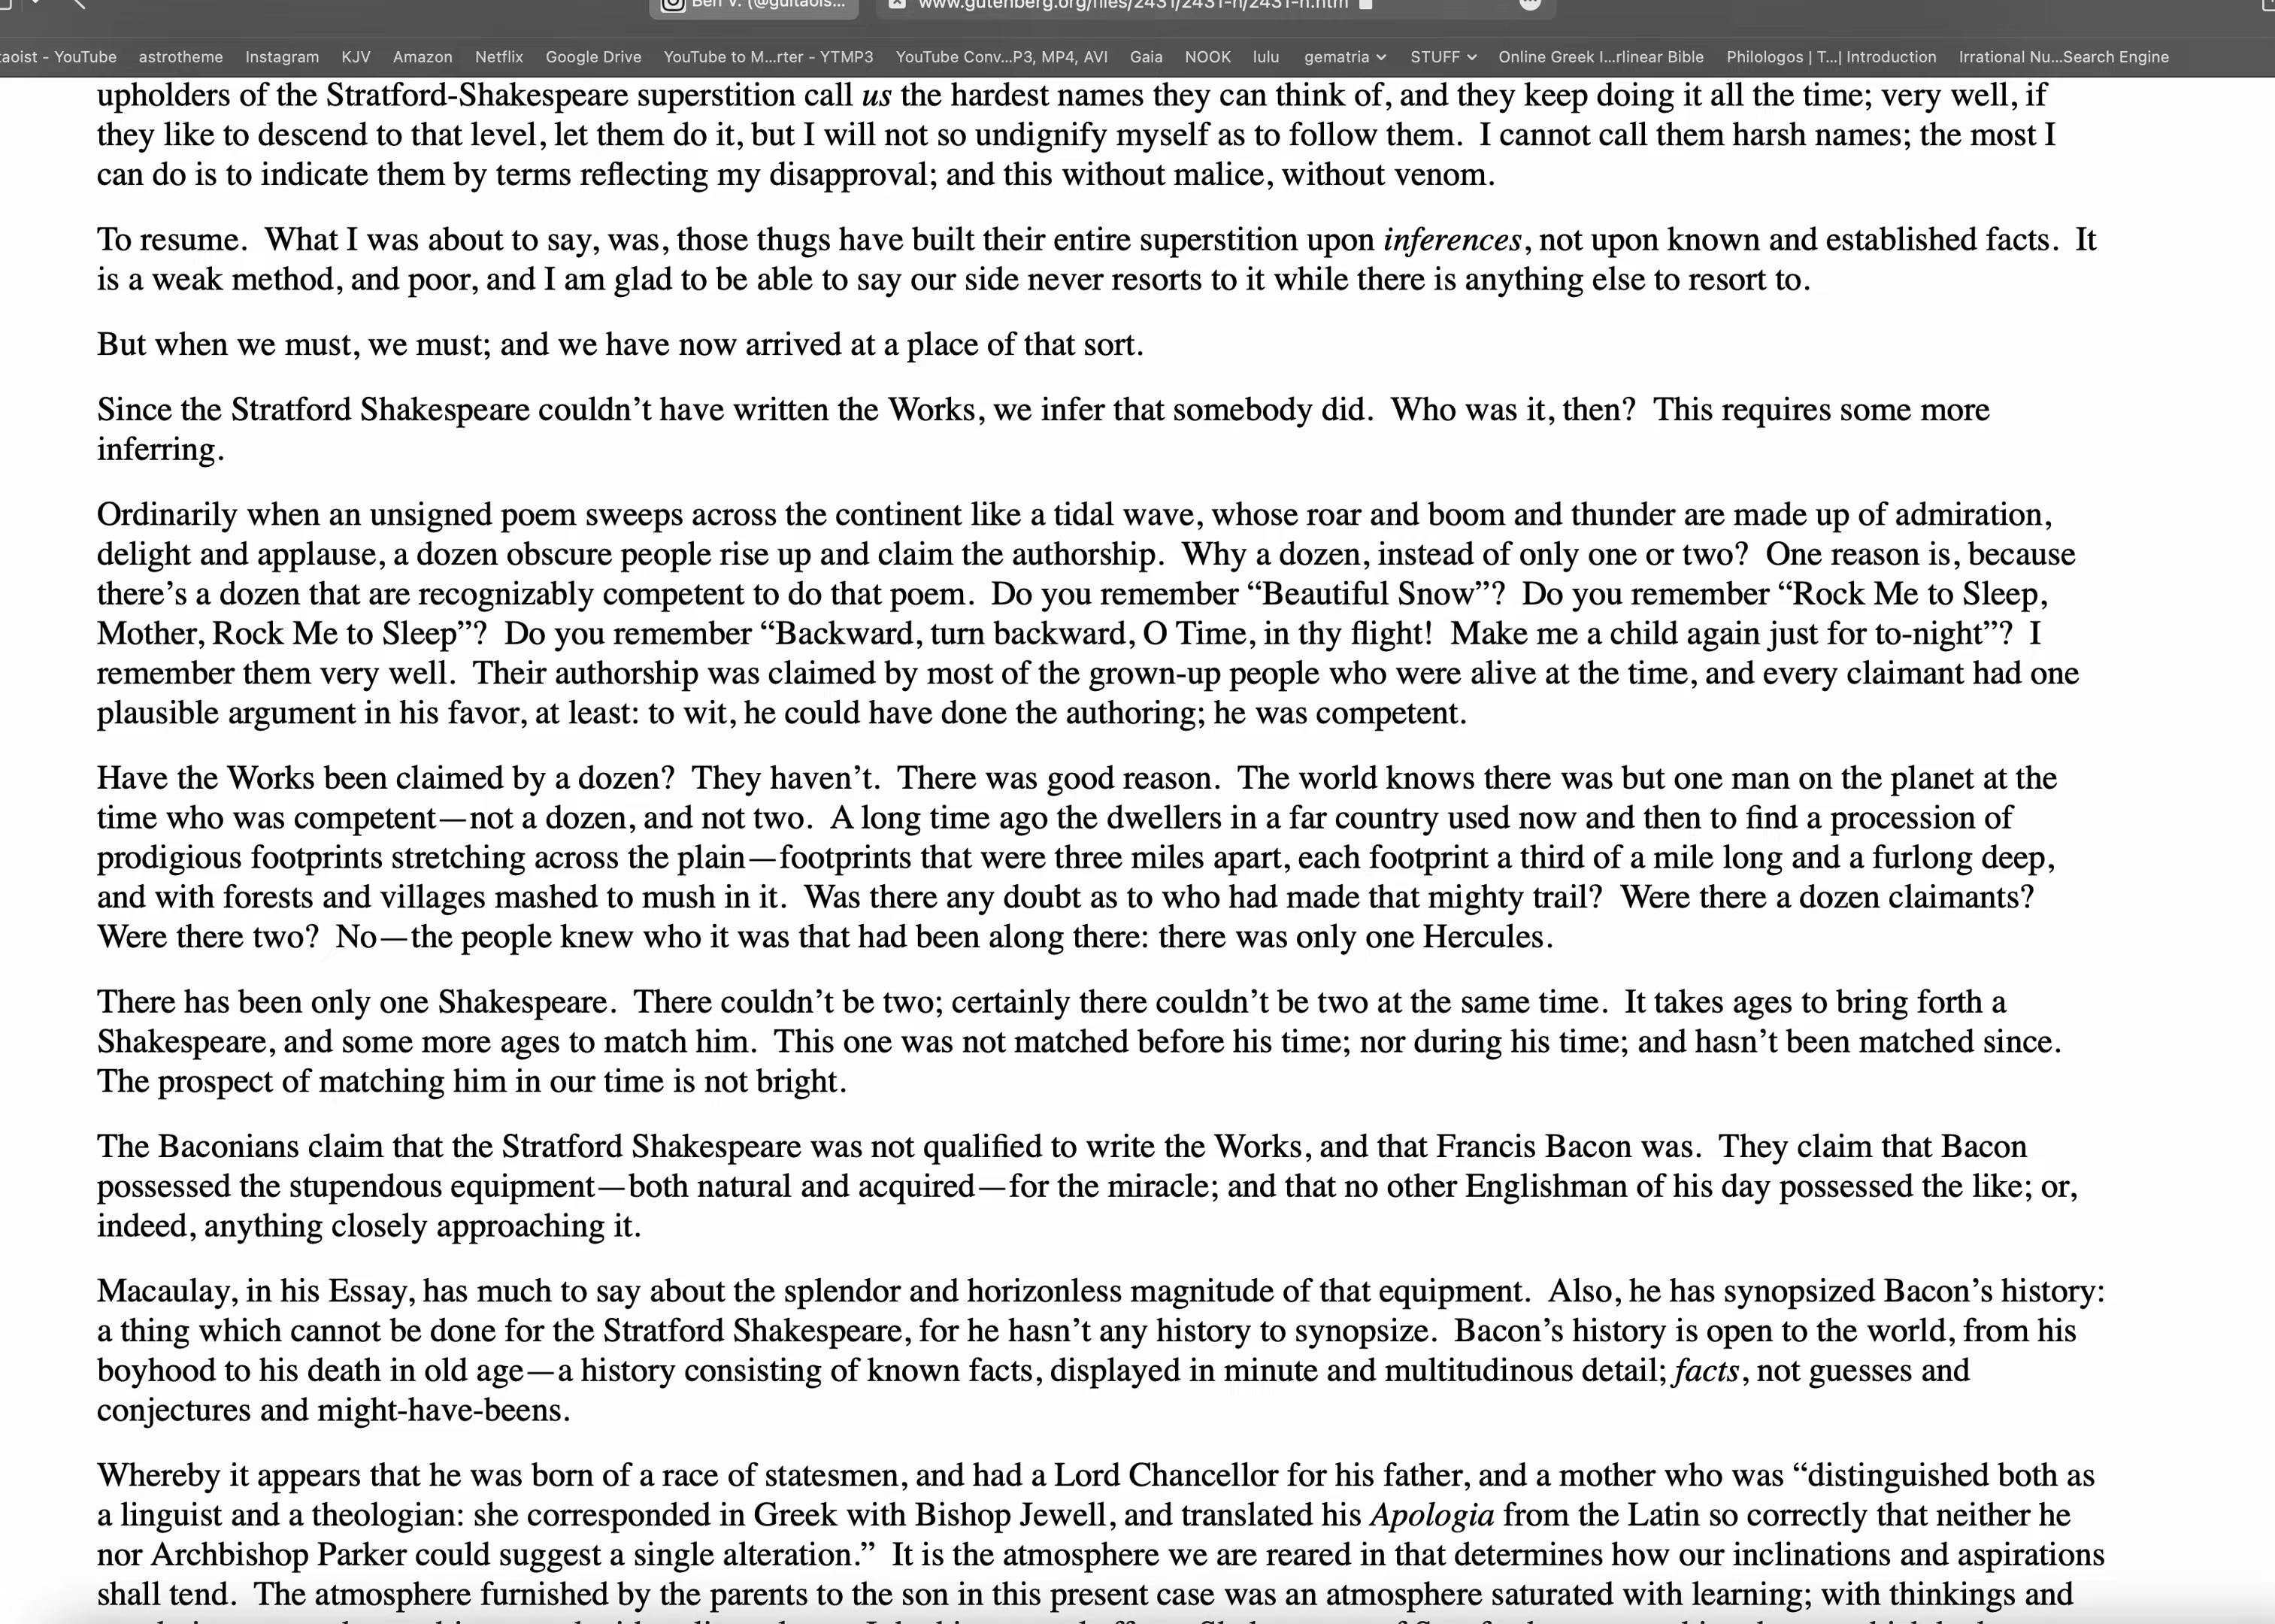 Ben V. (@guitaois...
www.gutenberg.org/files/2431/2431-h/2431-h.htm
taoist - YouTube astrotheme Instagram KJV Amazon Netflix Google Drive YouTube to M...rter - YTMP3 YouTube Conv...P3, MP4, AVI Gaia NOOK lulu gematria STUFF Online Greek I...rlinear Bible Philologos | T...| Introduction Irrational Nu...Search Engine
upholders of the Stratford-Shakespeare superstition call us the hardest names they can think of, and they keep doing it all the time; very well, if
they like to descend to that level, let them do it, but I will not so undignify myself as to follow them. I cannot call them harsh names; the most I
can do is to indicate them by terms reflecting my disapproval; and this without malice, without venom.
To resume. What I was about to say, was, those thugs have built their entire superstition upon inferences, not upon known and established facts. It
is a weak method, and poor, and I am glad to be able to say our side never resorts to it while there is anything else to resort to.
But when we must, we must; and we have now arrived at a place of that sort.
Since the Stratford Shakespeare couldn’t have written the Works, we infer that somebody did. Who was it, then? This requires some more
inferring.
Ordinarily when an unsigned poem sweeps across the continent like a tidal wave, whose roar and boom and thunder are made up of admiration,
delight and applause, a dozen obscure people rise up and claim the authorship. Why a dozen, instead of only one or two? One reason is, because
there’s a dozen that are recognizably competent to do that poem. Do you remember “Beautiful Snow”? Do you remember “Rock Me to Sleep,
Mother, Rock Me to Sleep”? Do you remember “Backward, turn backward, O Time, in thy flight! Make me a child again just for to-night”? I
remember them very well. Their authorship was claimed by most of the grown-up people who were alive at the time, and every claimant had one
plausible argument in his favor, at least: to wit, he could have done the authoring; he was competent.
Have the Works been claimed by a dozen? They haven’t. There was good reason. The world knows there was but one man on the planet at the
time who was competent—not a dozen, and not two. A long time ago the dwellers in a far country used now and then to find a procession of
prodigious footprints stretching across the plain—footprints that were three miles apart, each footprint a third of a mile long and a furlong deep,
and with forests and villages mashed to mush in it. Was there any doubt as to who had made that mighty trail? Were there a dozen claimants?
Were there two? No—the people knew who it was that had been along there: there was only one Hercules.
There has been only one Shakespeare. There couldn’t be two; certainly there couldn’t be two at the same time. It takes ages to bring forth a
Shakespeare, and some more ages to match him. This one was not matched before his time; nor during his time; and hasn’t been matched since.
The prospect of matching him in our time is not bright.
The Baconians claim that the Stratford Shakespeare was not qualified to write the Works, and that Francis Bacon was. They claim that Bacon
possessed the stupendous equipment—both natural and acquired—for the miracle; and that no other Englishman of his day possessed the like; or,
indeed, anything closely approaching it.
Macaulay, in his Essay, has much to say about the splendor and horizonless magnitude of that equipment. Also, he has synopsized Bacon’s history:
a thing which cannot be done for the Stratford Shakespeare, for he hasn’t any history to synopsize. Bacon’s history is open to the world, from his
boyhood to his death in old age—a history consisting of known facts, displayed in minute and multitudinous detail; facts, not guesses and
conjectures and might-have-beens.
Whereby it appears that he was born of a race of statesmen, and had a Lord Chancellor for his father, and a mother who was “distinguished both as
a linguist and a theologian: she corresponded in Greek with Bishop Jewell, and translated his Apologia from the Latin so correctly that neither he
nor Archbishop Parker could suggest a single alteration.” It is the atmosphere we are reared in that determines how our inclinations and aspirations
shall tend. The atmosphere furnished by the parents to the son in this present case was an atmosphere saturated with learning; with thinkings and